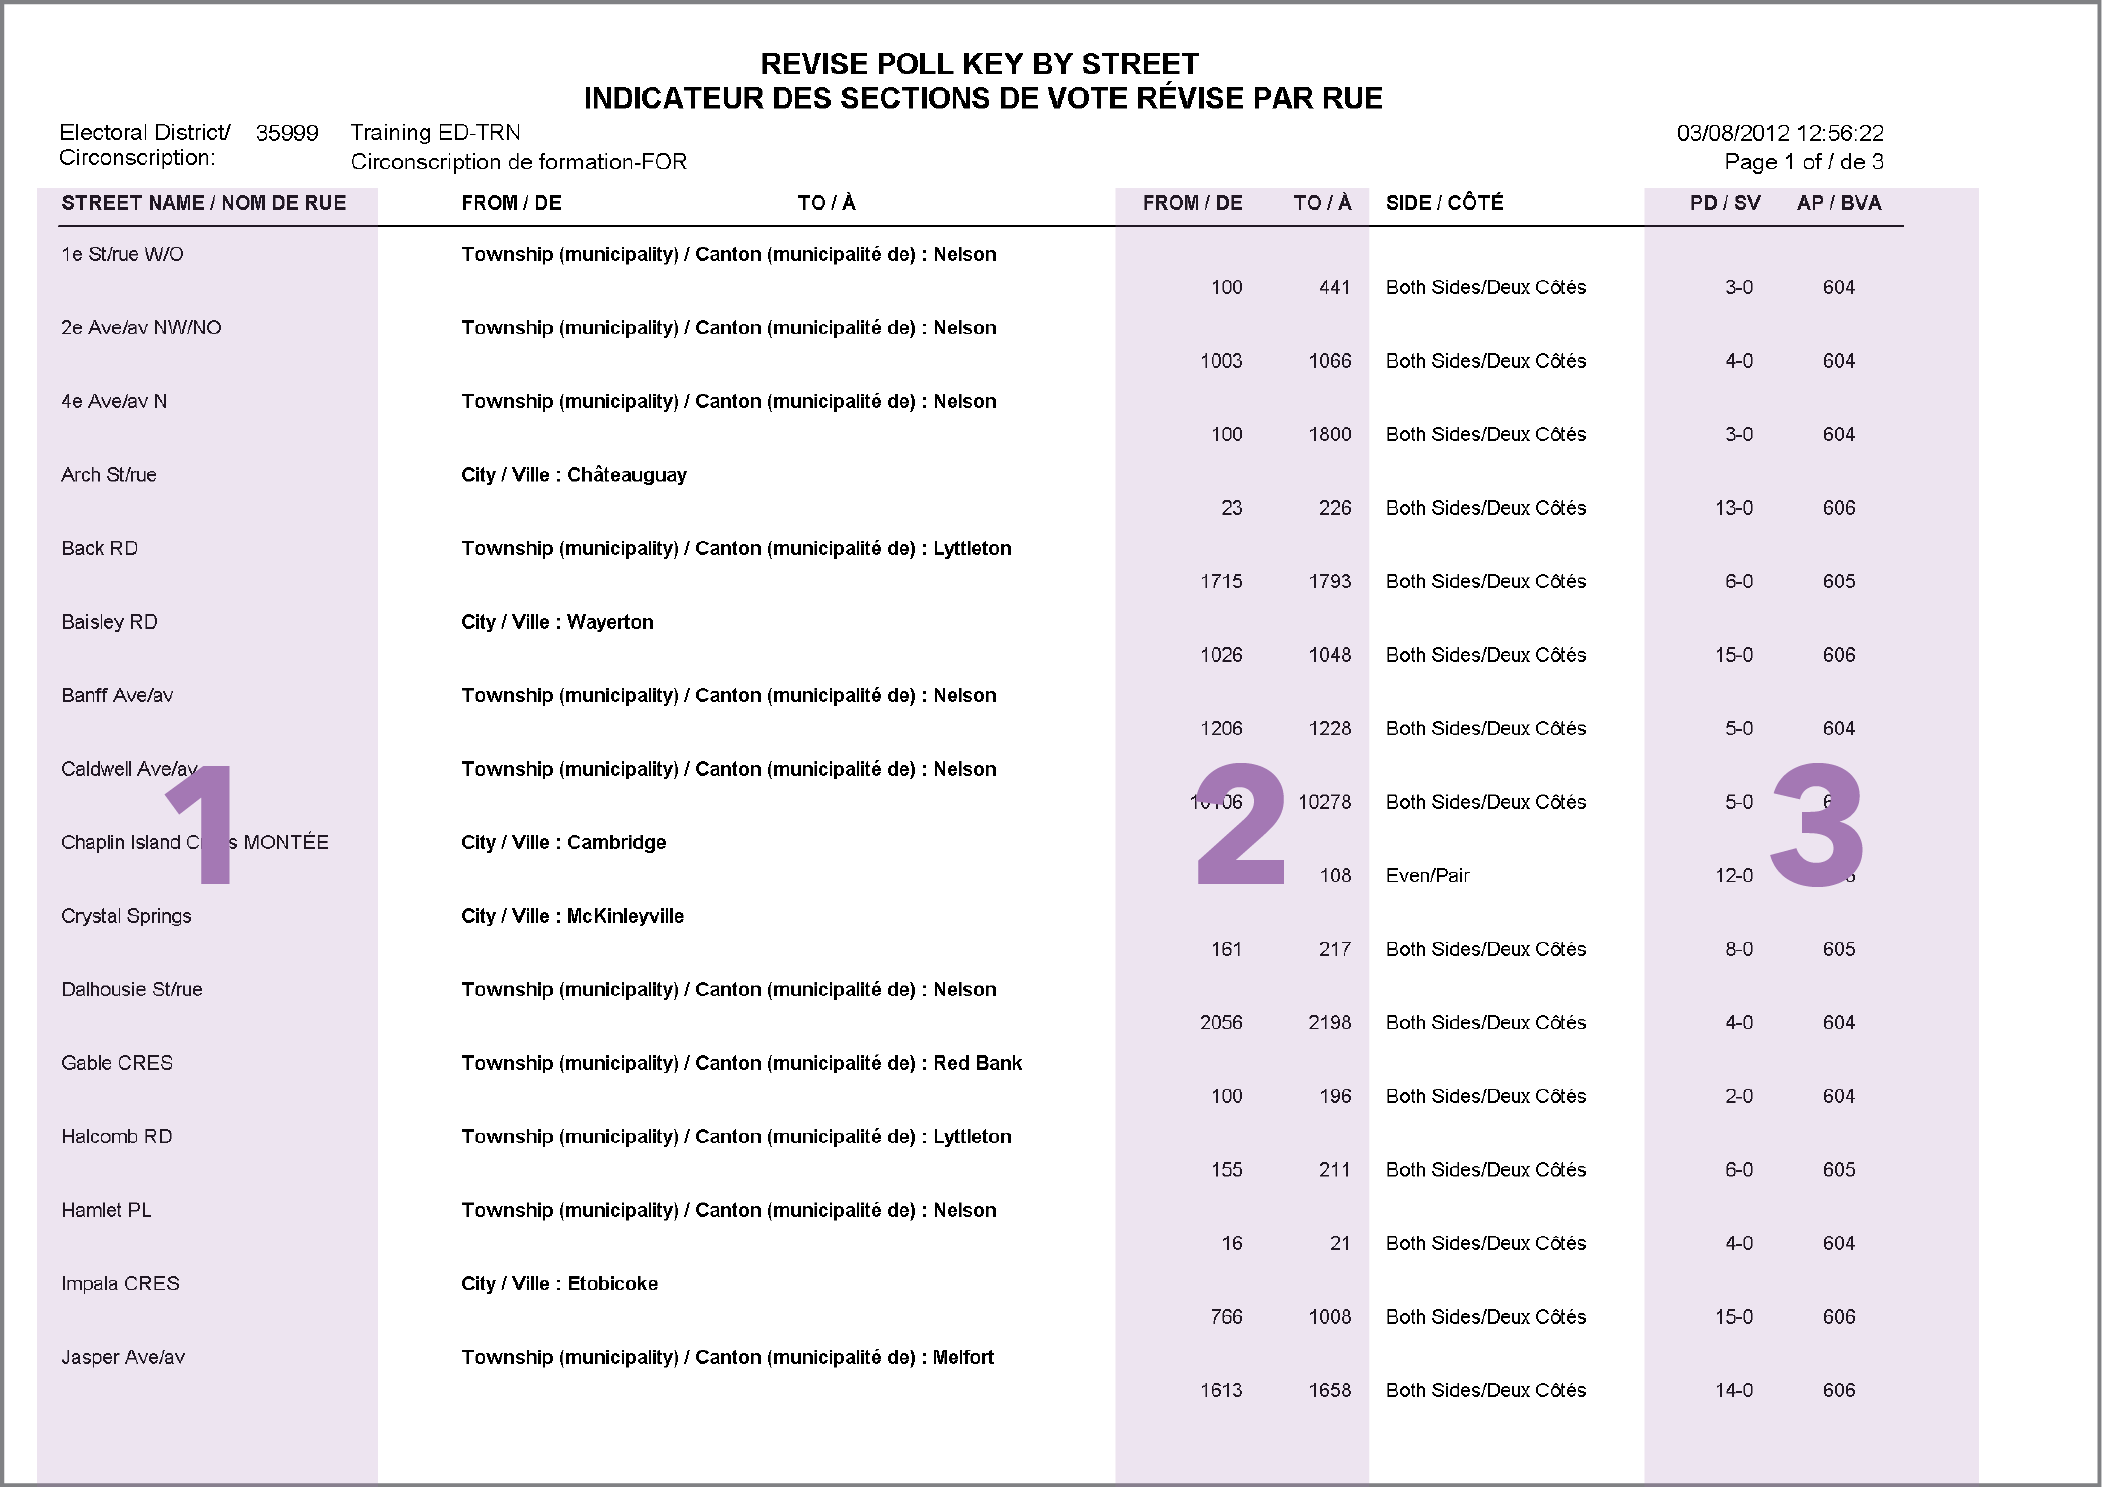 REVISE POLL KEY BY STREET
INDICATEUR DES SECTIONS DE VOTE RÉVISE PAR RUE
Electoral District/ 35999 Training ED-TRN 03/08/2012 12:56:22
Circonscription: Circonscription de formation-FOR Page 1 of / de 3
STREET NAME / NOM DE RUE FROM / DE TO / À FROM / DE TO / À SIDE / CÔTÉ PD / SV AP / BVA
1e St/rue W/O Township (municipality) / Canton (municipalité de) : Nelson
100 441 Both Sides/Deux Côtés 3-0 604
2e Ave/av NW/NO Township (municipality) / Canton (municipalité de) : Nelson
1003 1066 Both Sides/Deux Côtés 4-0 604
4e Ave/av N Township (municipality) / Canton (municipalité de) : Nelson
100 1800 Both Sides/Deux Côtés 3-0 604
Arch St/rue City / Ville : Châteauguay
23 226 Both Sides/Deux Côtés 13-0 606
Back RD Township (municipality) / Canton (municipalité de) : Lyttleton
1715 1793 Both Sides/Deux Côtés 6-0 605
Baisley RD City / Ville : Wayerton
1026 1048 Both Sides/Deux Côtés 15-0 606
Banff Ave/av Township (municipality) / Canton (municipalité de) : Nelson
1206 1228 Both Sides/Deux Côtés 5-0 604
Caldwell Ave/av Township (municipality) / Canton (municipalité de) : Nelson
1 2 3
10278 Both Sides/Deux Côtés 5-0
Chaplin Island MONTÉE City / Ville : Cambridge
108 Even/Pair 12-0
Crystal Springs City / Ville : McKinleyville
161 217 Both Sides/Deux Côtés 8-0 605
Dalhousie St/rue Township (municipality) / Canton (municipalité de) : Nelson
2056 2198 Both Sides/Deux Côtés 4-0 604
Gable CRES Township (municipality) / Canton (municipalité de) : Red Bank
100 196 Both Sides/Deux Côtés 2-0 604
Halcomb RD Township (municipality) / Canton (municipalité de) : Lyttleton
155 211 Both Sides/Deux Côtés 6-0 605
Hamlet PL Township (municipality) / Canton (municipalité de) : Nelson
16 21 Both Sides/Deux Côtés 4-0 604
Impala CRES City / Ville : Etobicoke
766 1008 Both Sides/Deux Côtés 15-0 606
Jasper Ave/av Township (municipality) / Canton (municipalité de) : Melfort
1613 1658 Both Sides/Deux Côtés 14-0 606